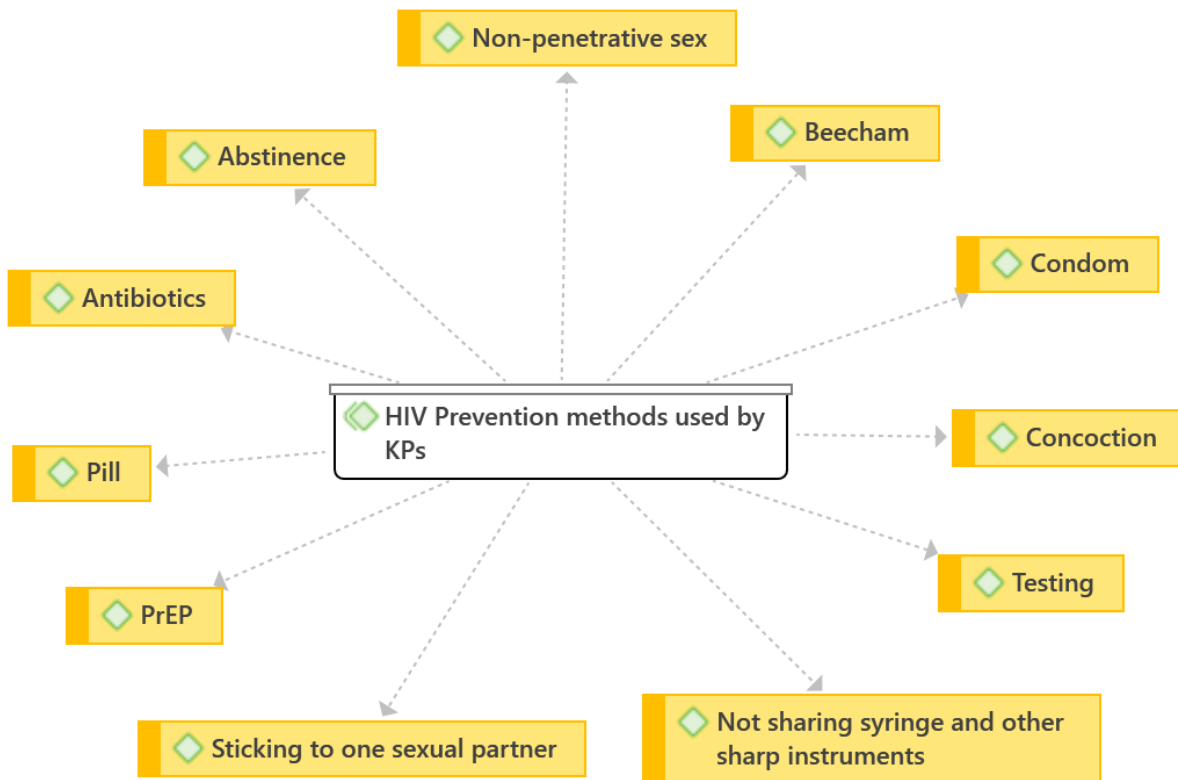 Non-penetrative sex
Beecham
Abstinence
Condom
Antibiotics
HIV Prevention methods used by
KPs
Concoction
Pill
Testing
PrEP
Not sharing syringe and other
sharp instruments
Sticking to one sexual partner